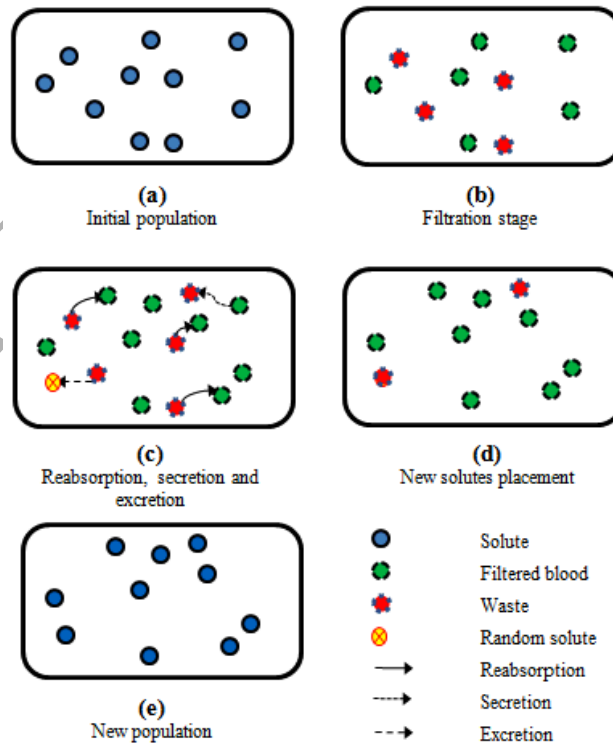 (a)
Initial population
(b)
Filtration stage
(c)
Reabsorption, secretion and
excretion
(d)
New solutes placement
(e)
New population
Solute
Filtered blood
Waste
Random solute
Reabsorption
Secretion
Excretion